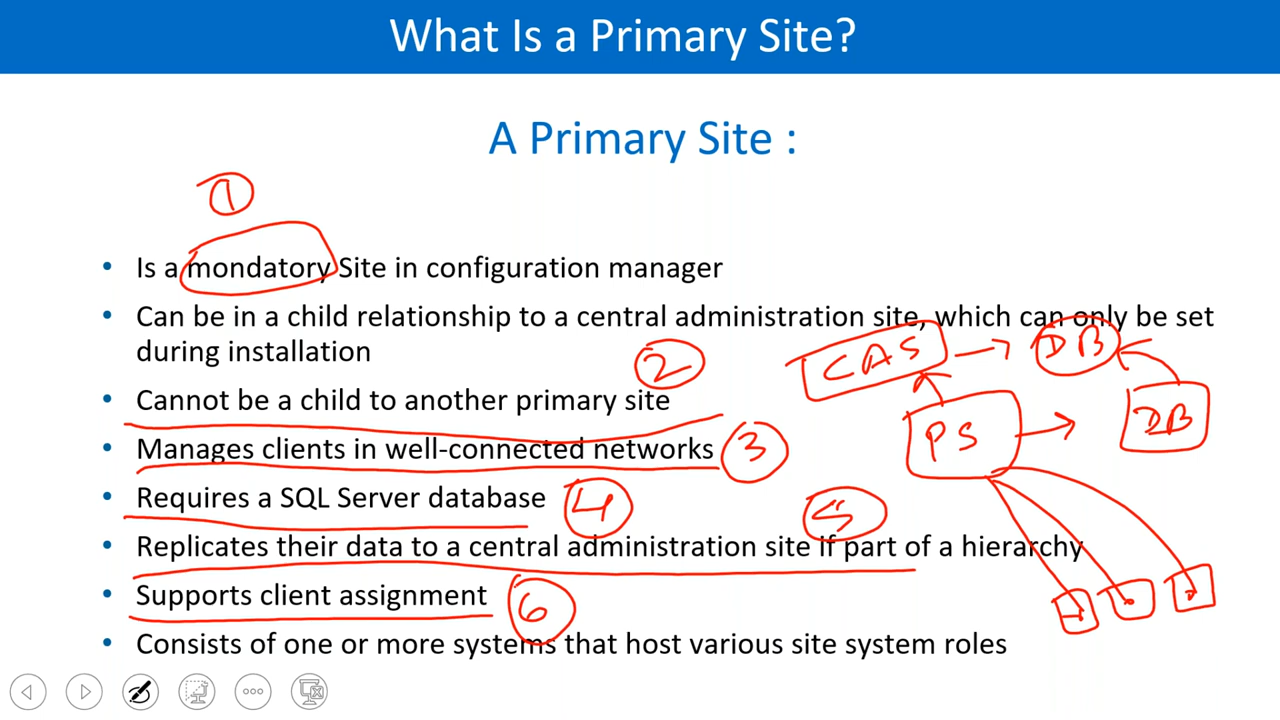 What Is a Primary Site?
A Primary Site :
1
• Is a mondatory Site in configuration manager
• Can be in a child relationship to a central administration site, which can only be set
during installation
2
CAS
DB
• Cannot be a child to another primary site
PS
DB
• Manages clients in well-connected networks
3
• Requires a SQL Server database
4
5
• Replicates their data to a central administration site if part of a hierarchy
• Supports client assignment
6
• Consists of one or more systems that host various site system roles